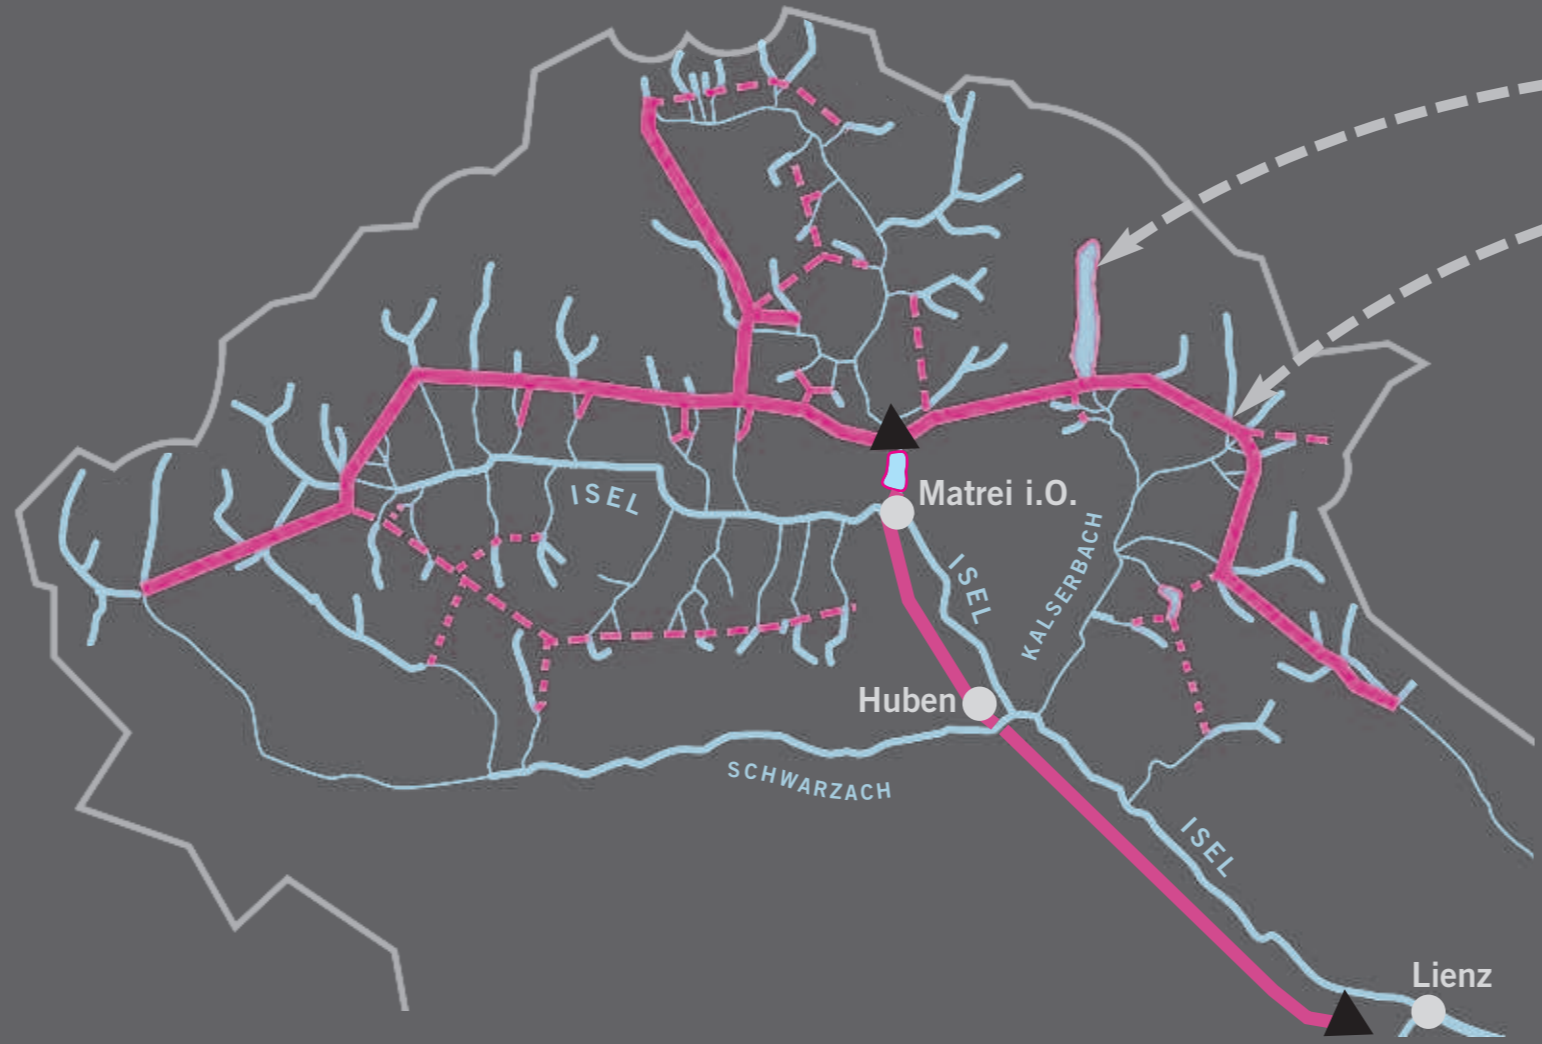 ISEL
Matrei i.O.
ISEL
KALSERBACH
Huben
SCHWARZACH
ISEL
Lienz